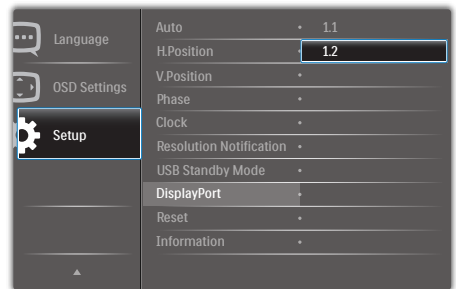 Language
OSD Settings
Setup
Auto
H.Position
V.Position
Phase
Clock
Resolution Notification
USB Standby Mode
DisplayPort
Reset
Information
1.1
1.2